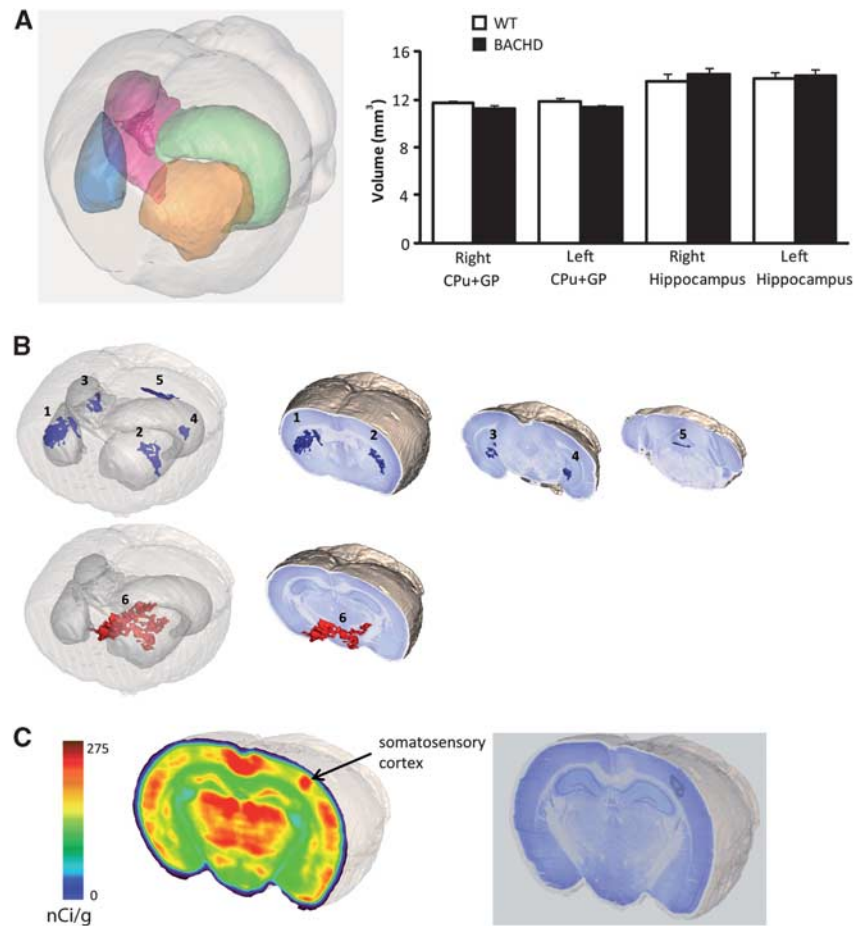 A
WT
BACHD
Volume (mm³)
16
12
8
4
0
Right
CPu+GP
Left
CPu+GP
Right
Hippocampus
Left
Hippocampus
B
1
3
5
2
4
1
2
3
4
5
6
6
C
275
0
nCi/g
somatosensory
cortex